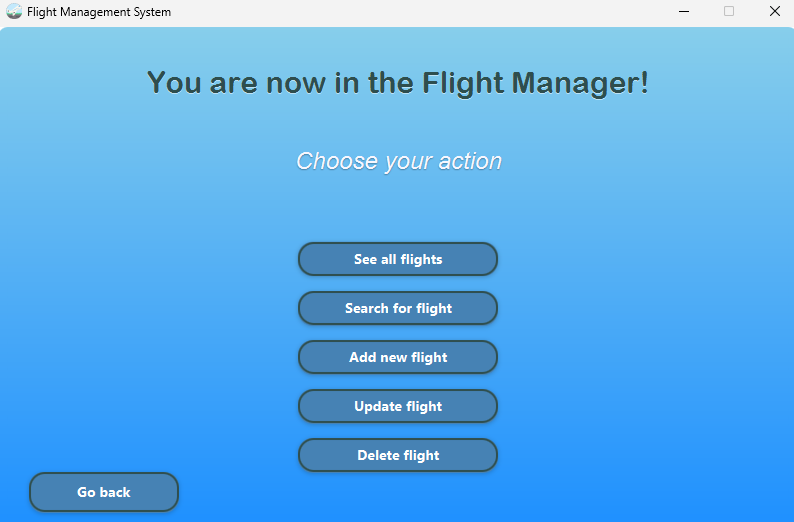 Flight Management System
You are now in the Flight Manager!
Choose your action
See all flights
Search for flight
Add new flight
Update flight
Delete flight
Go back